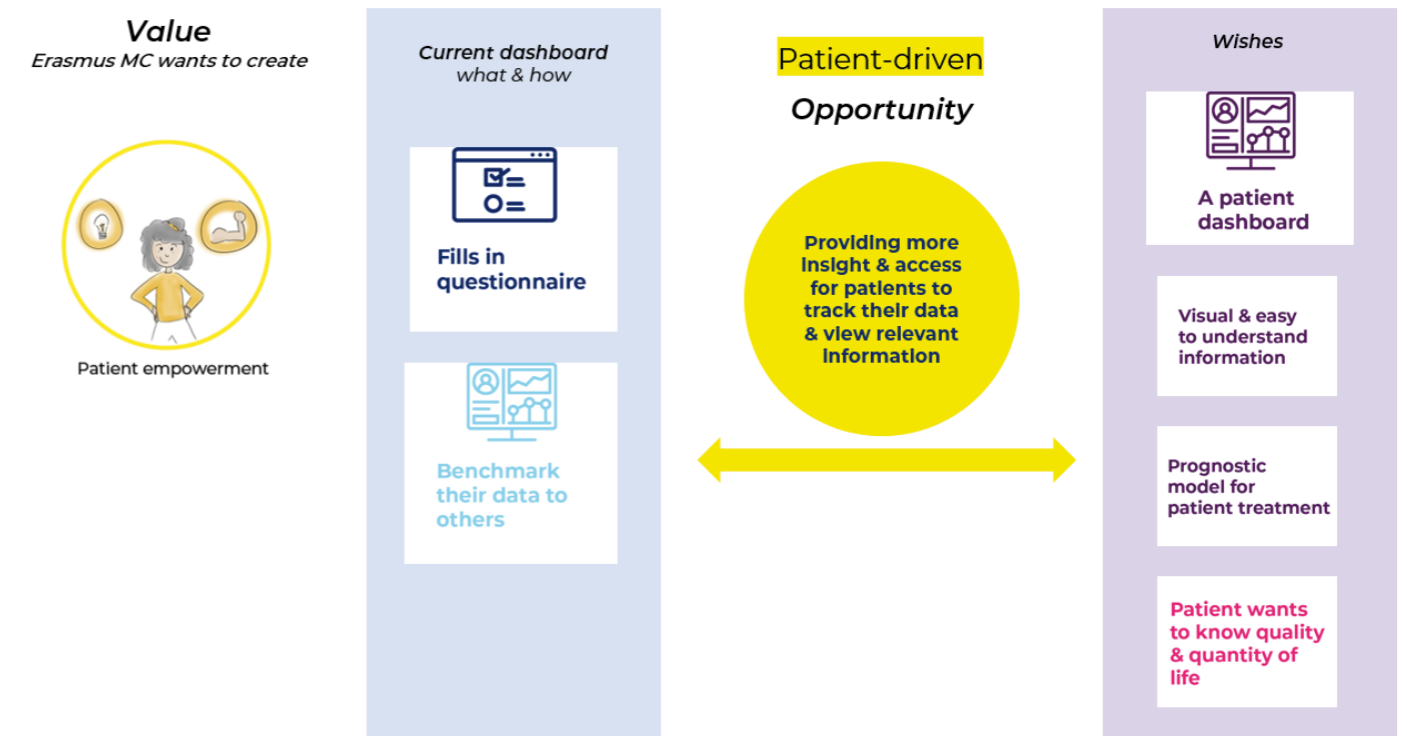 Value
Erasmus MC wants to create
Patient empowerment
Current dashboard
what & how
Fills in
questionnaire
Benchmark
their data to
others
Patient-driven
Opportunity
Providing more
insight & access
for patients to
track their data
& view relevant
information
Wishes
A patient
dashboard
Visual & easy
to understand
information
Prognostic
model for
patient treatment
Patient wants
to know quality
& quantity of
life